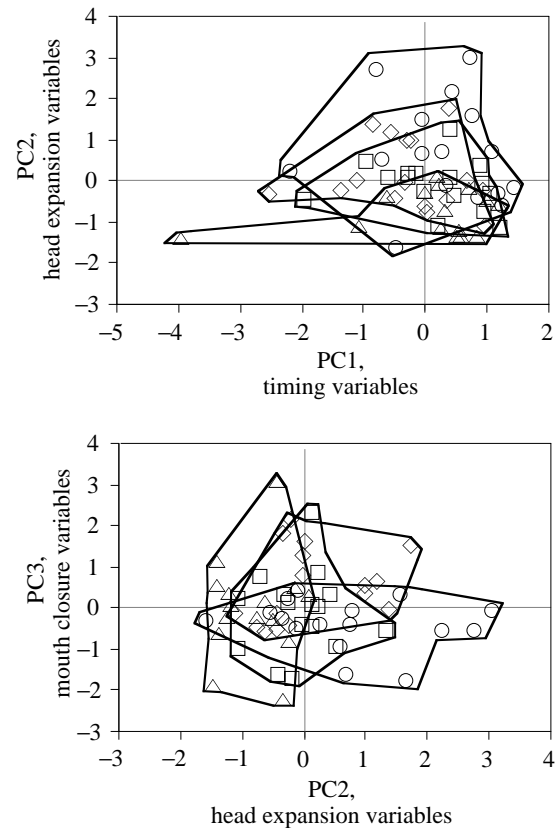 4
3
2
1
0
−1
−2
−3
PC2,
head expansion variables
−5 −4 −3 −2 −1 0 1 2
PC1,
timing variables
4
3
2
1
0
−1
−2
−3
PC3,
mouth closure variables
−3 −2 −1 0 1 2 3 4
PC2,
head expansion variables